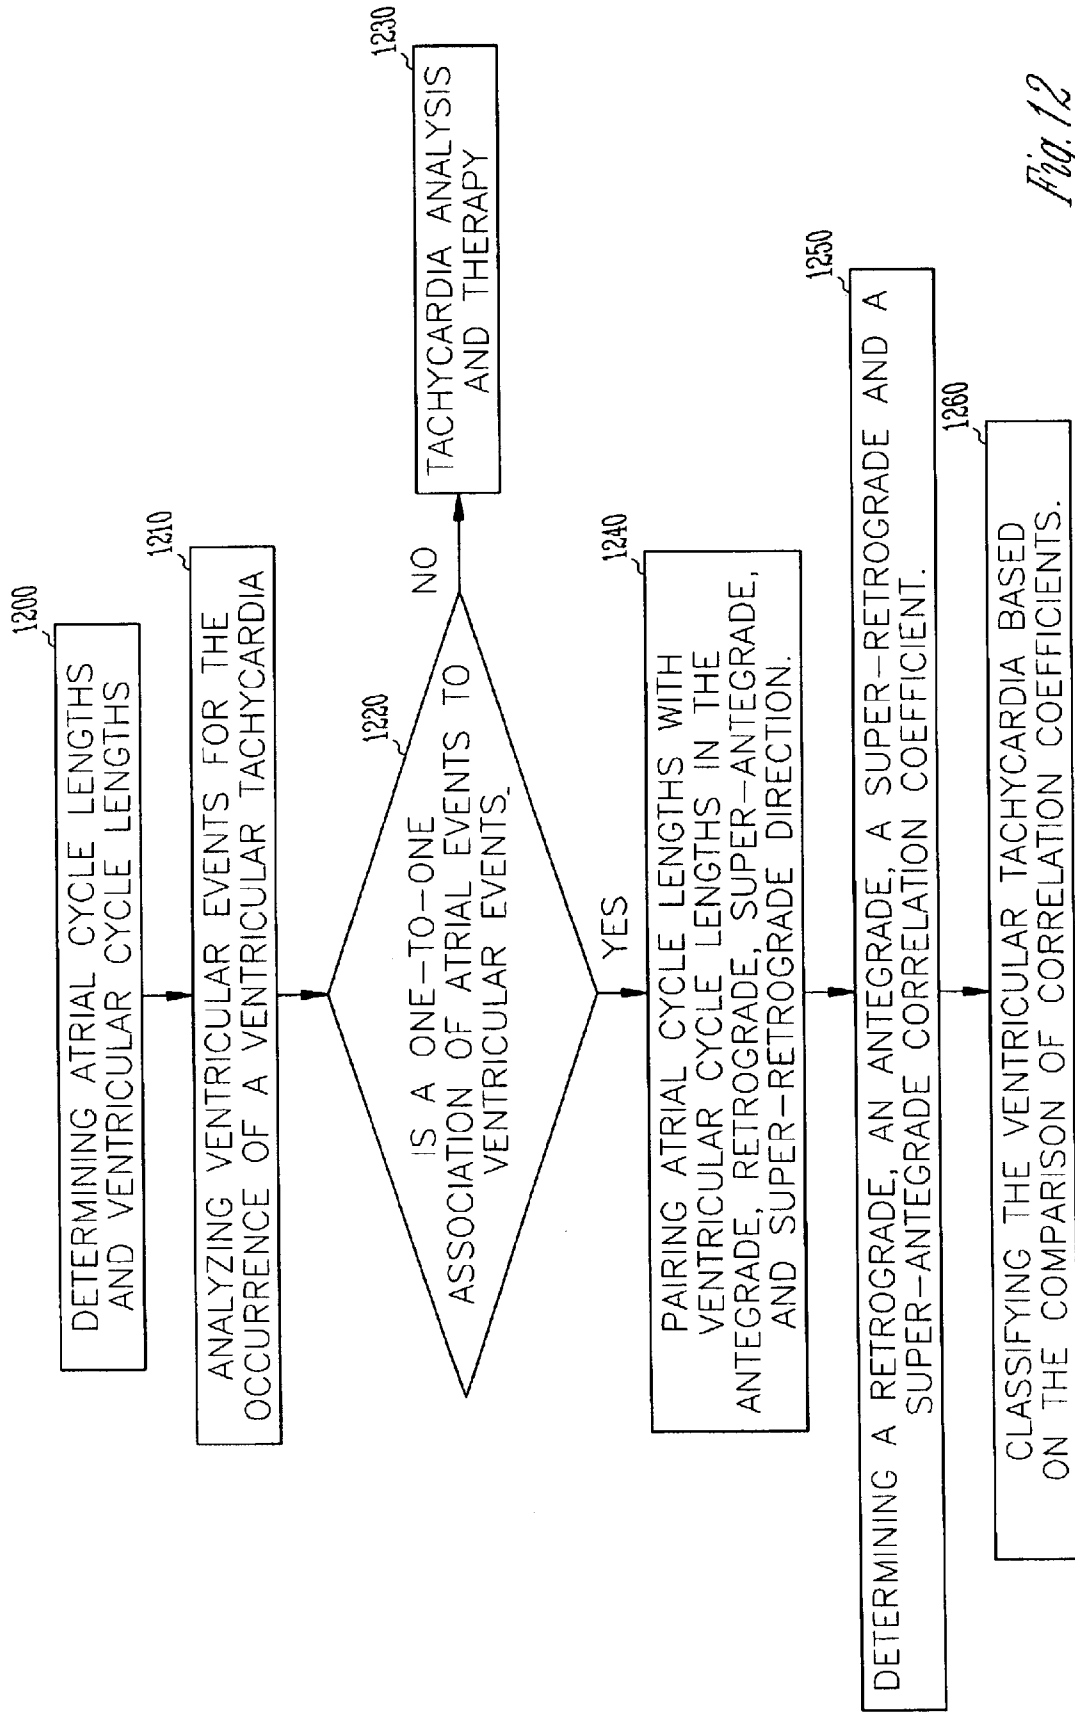 1200
DETERMINING ATRIAL CYCLE LENGTHS
AND VENTRICULAR CYCLE LENGTHS
1210
ANALYZING VENTRICULAR EVENTS FOR THE
OCCURRENCE OF A VENTRICULAR TACHYCARDIA
1220
IS A ONE-TO-ONE
ASSOCIATION OF ATRIAL EVENTS TO
VENTRICULAR EVENTS.
NO
1230
TACHYCARDIA ANALYSIS
AND THERAPY
YES
1240
PAIRING ATRIAL CYCLE LENGTHS WITH
VENTRICULAR CYCLE LENGTHS IN THE
ANTEGRADE, RETROGRADE, SUPER-ANTEGRADE,
AND SUPER-RETROGRADE DIRECTION.
1250
DETERMINING A RETROGRADE, AN ANTEGRADE, A SUPER-RETROGRADE AND A
SUPER-ANTEGRADE CORRELATION COEFFICIENT.
1260
CLASSIFYING THE VENTRICULAR TACHYCARDIA BASED
ON THE COMPARISON OF CORRELATION COEFFICIENTS.
Fig. 12